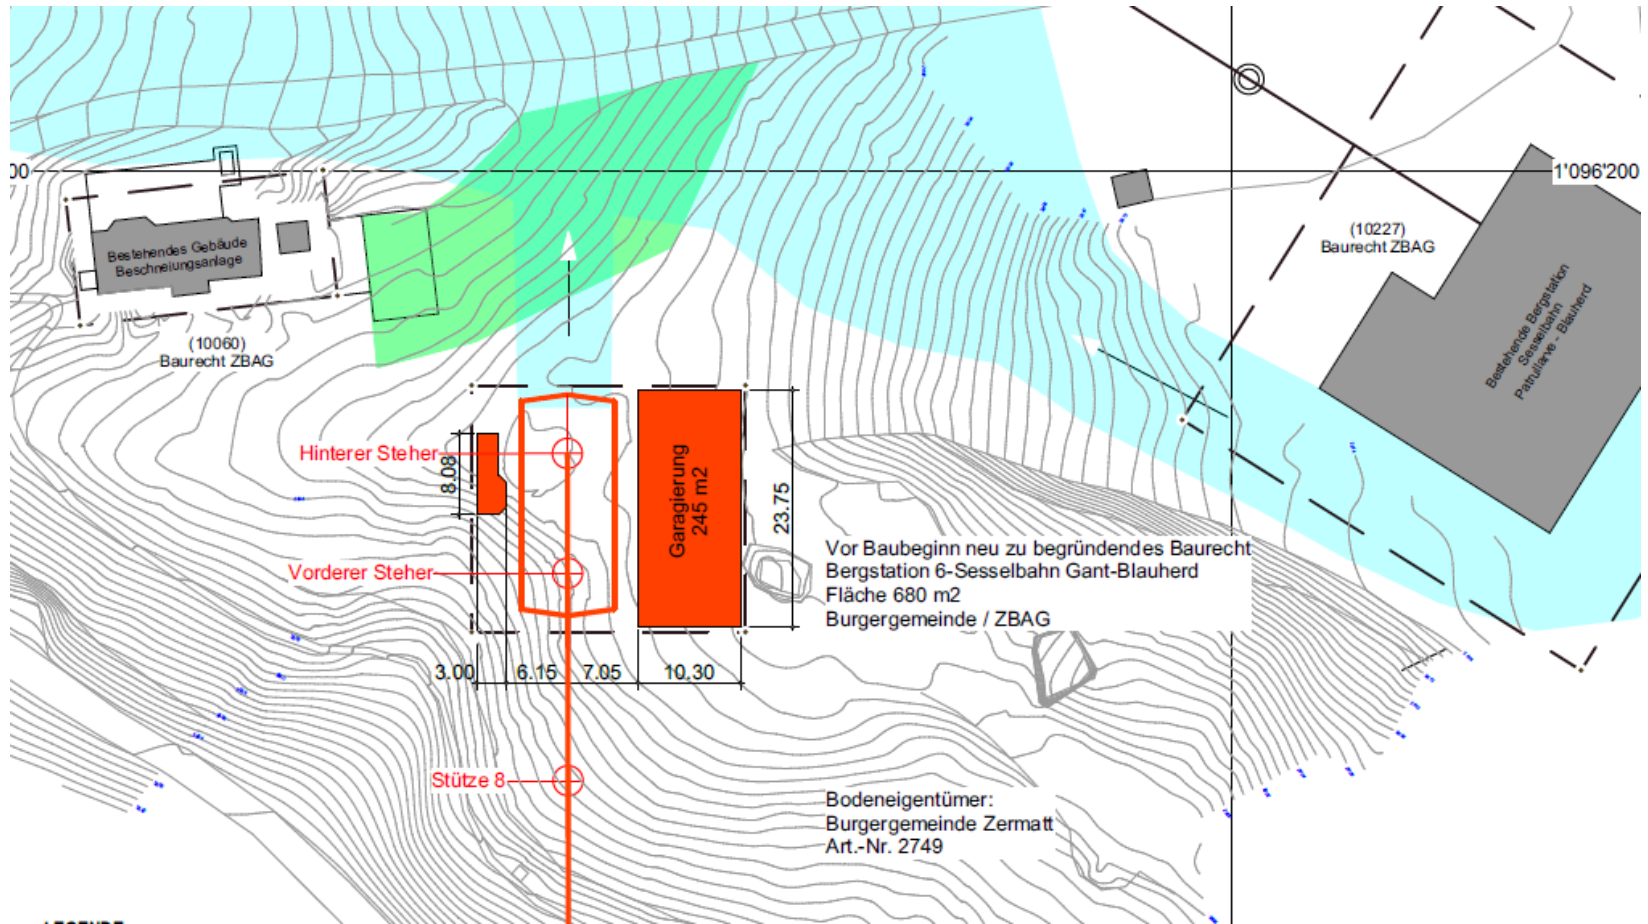 00
1'096'200
Bestehendes Gebäude
Beschneiungsanlage
(10060)
Baurecht ZBAG
(10227)
Baurecht ZBAG
Bestehende Bergstation
Sesselbahn
Patrullarve - Blauherd
Hinterer Steher
8.08
Garagierung
245 m2
23.75
Vorderer Steher
Vor Baubeginn neu zu begründendes Baurecht
Bergstation 6-Sesselbahn Gant-Blauherd
Fläche 680 m2
Burgergemeinde / ZBAG
3.00
6.15
7.05
10.30
Stütze 8
Bodeneigentümer:
Burgergemeinde Zermatt
Art.-Nr. 2749